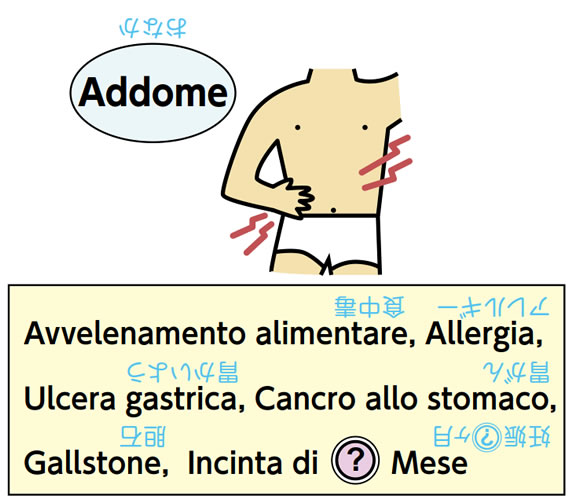 おなか
Addome
食中毒 アレルギー
Avvelenamento alimentare, Allergia,
胃かいよう 胃がん
Ulcera gastrica, Cancro allo stomaco,
胆石 妊娠?ヶ月
Gallstone, Incinta di ? Mese